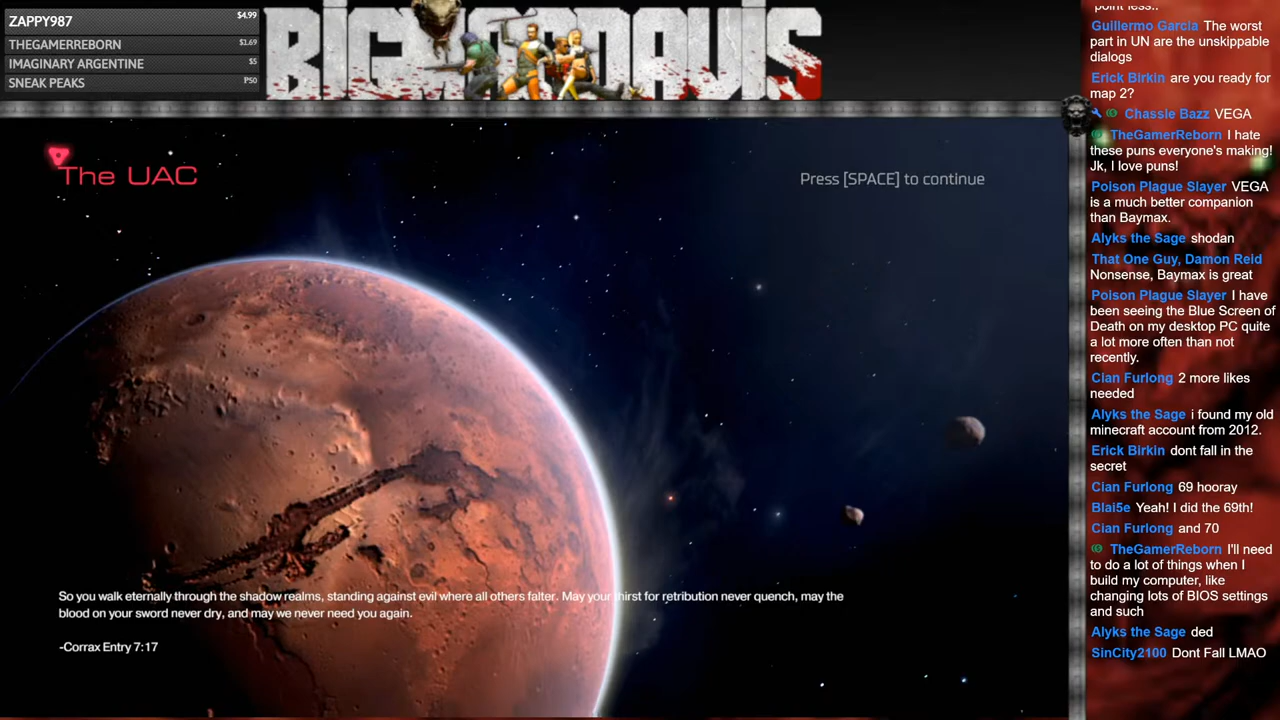 ZAPPY987 $4.99
THEGAMERREBORN $2.69
IMAGINARY ARGENTINE $5
SNEAK PEAKS ₱50
The UAC
Press [SPACE] to continue
So you walk eternally through the shadow realms, standing against evil where all others falter. May your thirst for retribution never quench, may the
blood on your sword never dry, and may we never need you again.
-Corrax Entry 7:17
point less..
Guillermo Garcia The worst
part in UN are the unskippable
dialogs
Erick Birkin are you ready for
map 2?
Chassie Bazz VEGA
TheGamerReborn I hate
these puns everyone's making!
Jk, I love puns!
Poison Plague Slayer VEGA
is a much better companion
than Baymax.
Alyks the Sage shodan
That One Guy, Damon Reid
Nonsense, Baymax is great
Poison Plague Slayer I have
been seeing the Blue Screen of
Death on my desktop PC quite
a lot more often than not
recently.
Cian Furlong 2 more likes
needed
Alyks the Sage i found my old
minecraft account from 2012.
Erick Birkin dont fall in the
secret
Cian Furlong 69 hooray
Blai5e Yeah! I did the 69th!
Cian Furlong and 70
TheGamerReborn I'll need
to do a lot of things when I
build my computer, like
changing lots of BIOS settings
and such
Alyks the Sage ded
SinCity2100 Dont Fall LMAO